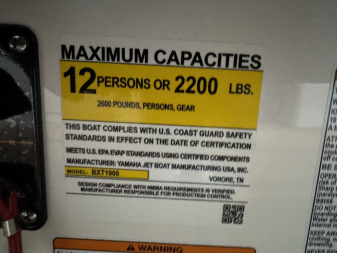 MAXIMUM CAPACITIES
12 PERSONS OR 2200 LBS.
2600 POUNDS, PERSONS, GEAR
THIS BOAT COMPLIES WITH U.S. COAST GUARD SAFETY
STANDARDS IN EFFECT ON THE DATE OF CERTIFICATION
MEETS U.S. EPA EVAP STANDARDS USING CERTIFIED COMPONENTS
MANUFACTURER: YAMAHA JET BOAT MANUFACTURING USA, INC.
MODEL: BXT1900 VONORE, TN
DESIGN COMPLIANCE WITH NMMA REQUIREMENTS IS VERIFIED.
MANUFACTURER RESPONSIBLE FOR PRODUCTION CONTROL.
WARNING